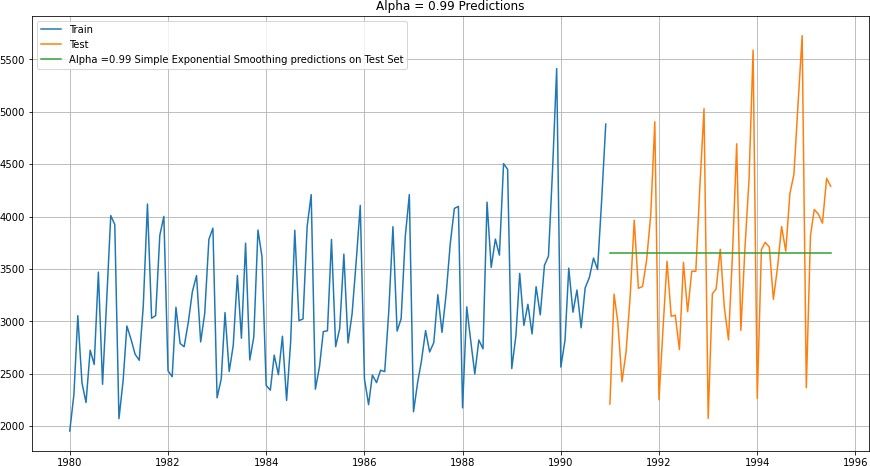 Alpha = 0.99 Predictions
Train
Test
Alpha =0.99 Simple Exponential Smoothing predictions on Test Set
5500
5000
4500
4000
3500
3000
2500
2000
1980 1982 1984 1986 1988 1990 1992 1994 1996